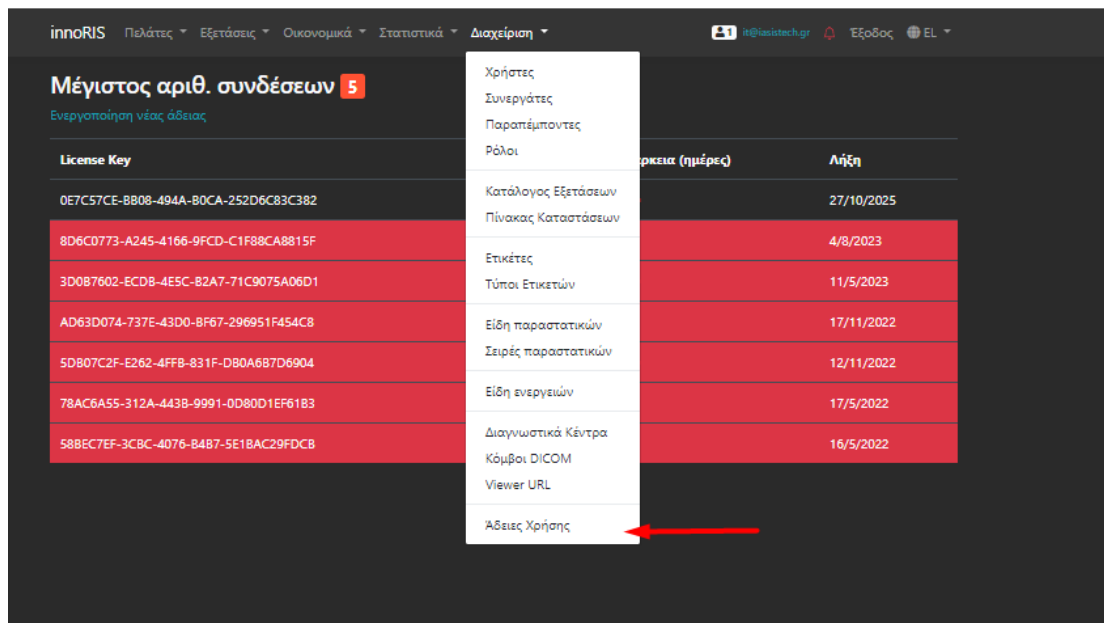 innoRIS Πελάτες Εξετάσεις Οικονομικά Στατιστικά Διαχείριση 1 it@iasistech.gr Έξοδος EL
Μέγιστος αριθ. συνδέσεων 5
Ενεργοποίηση νέας άδειας
License Key ρκεια (ημέρες) Λήξη
0E7C57CE-BB08-494A-B0CA-252D6C83C382 27/10/2025
8D6C0773-A245-4166-9FCD-C1F88CA8815F 4/8/2023
3D0B7602-ECDB-4E5C-B2A7-71C9075A06D1 11/5/2023
AD63D074-737E-43D0-BF67-296951F454C8 17/11/2022
5DB07C2F-E262-4FFB-831F-DB0A6B7D6904 12/11/2022
78AC6A55-312A-443B-9991-0D80D1EF61B3 17/5/2022
58BEC7EF-3CBC-4076-B4B7-5E1BAC29FDCB 16/5/2022
Χρήστες
Συνεργάτες
Παραπέμποντες
Ρόλοι
Κατάλογος Εξετάσεων
Πίνακας Καταστάσεων
Ετικέτες
Τύποι Ετικετών
Είδη παραστατικών
Σειρές παραστατικών
Είδη ενεργειών
Διαγνωστικά Κέντρα
Κόμβοι DICOM
Viewer URL
Άδειες Χρήσης